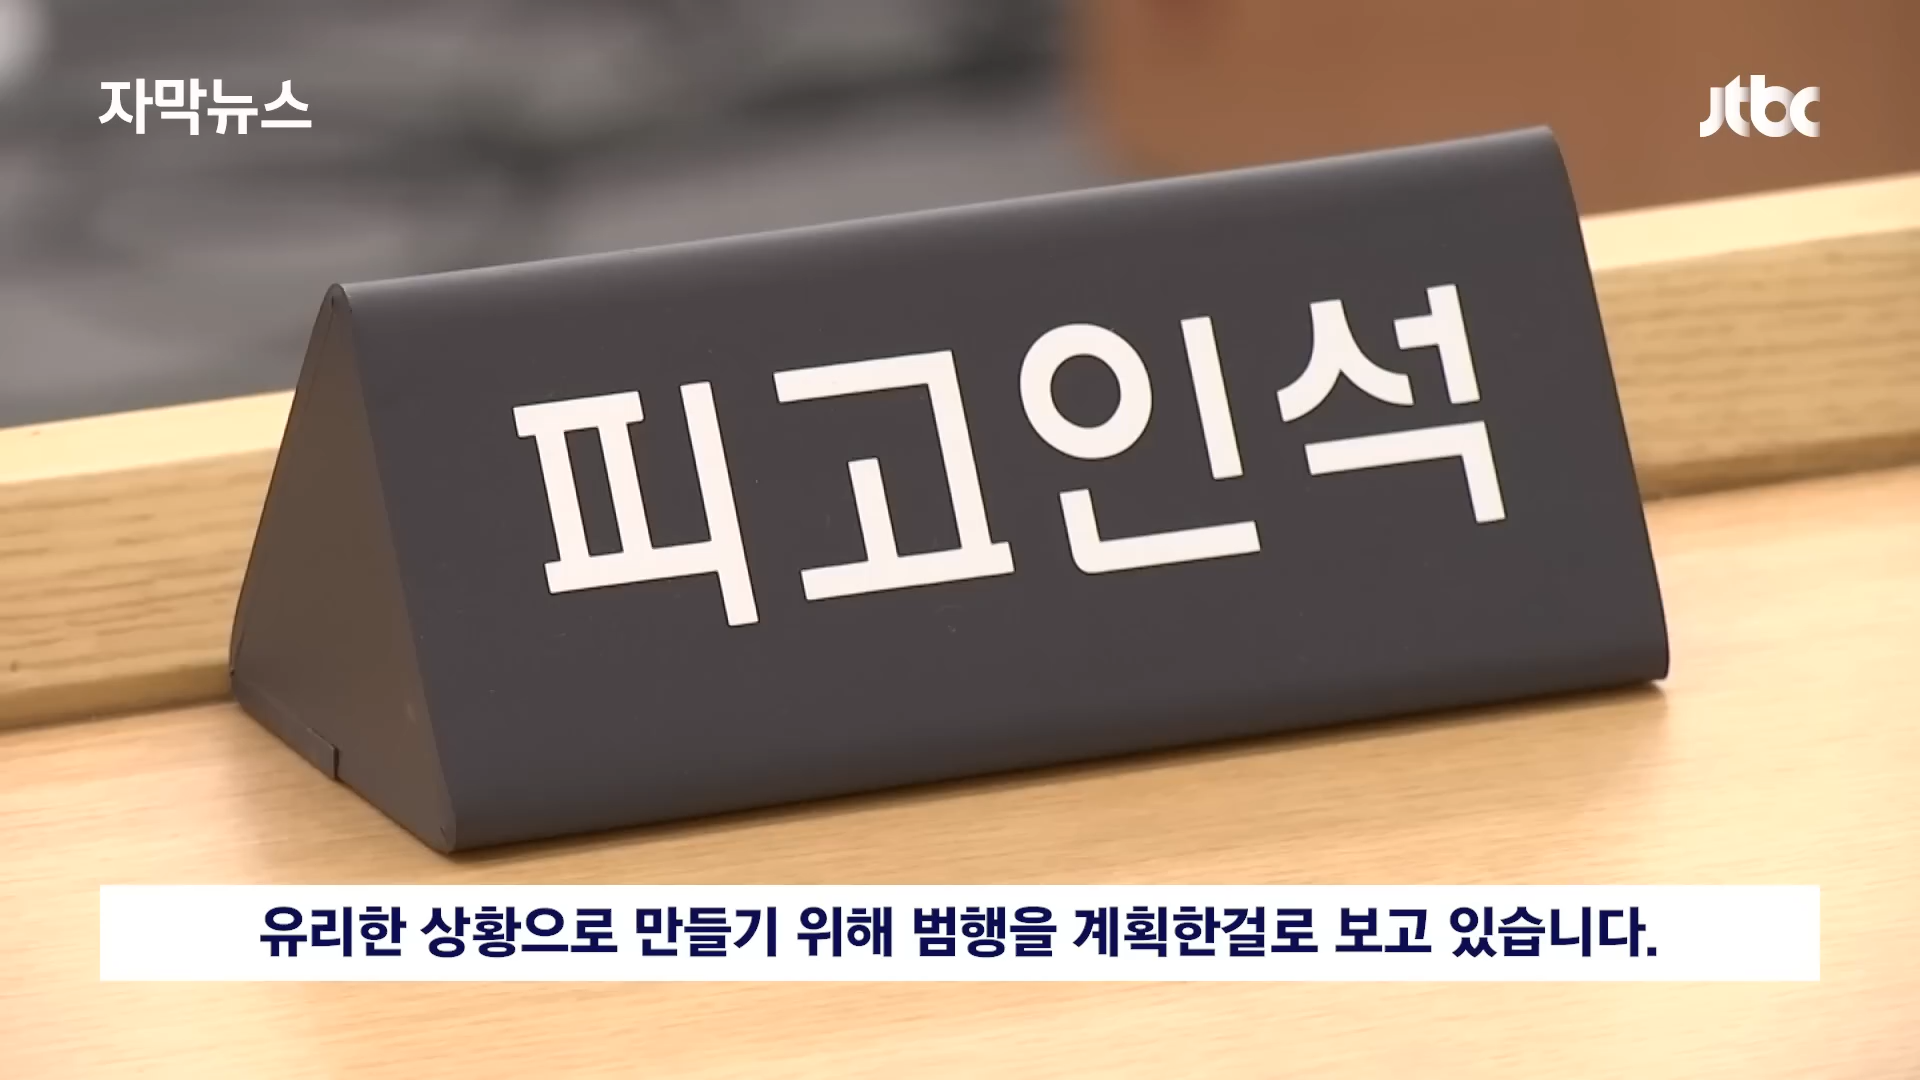 자막뉴스
jtbc
피고인석
유리한 상황으로 만들기 위해 범행을 계획한걸로 보고 있습니다.